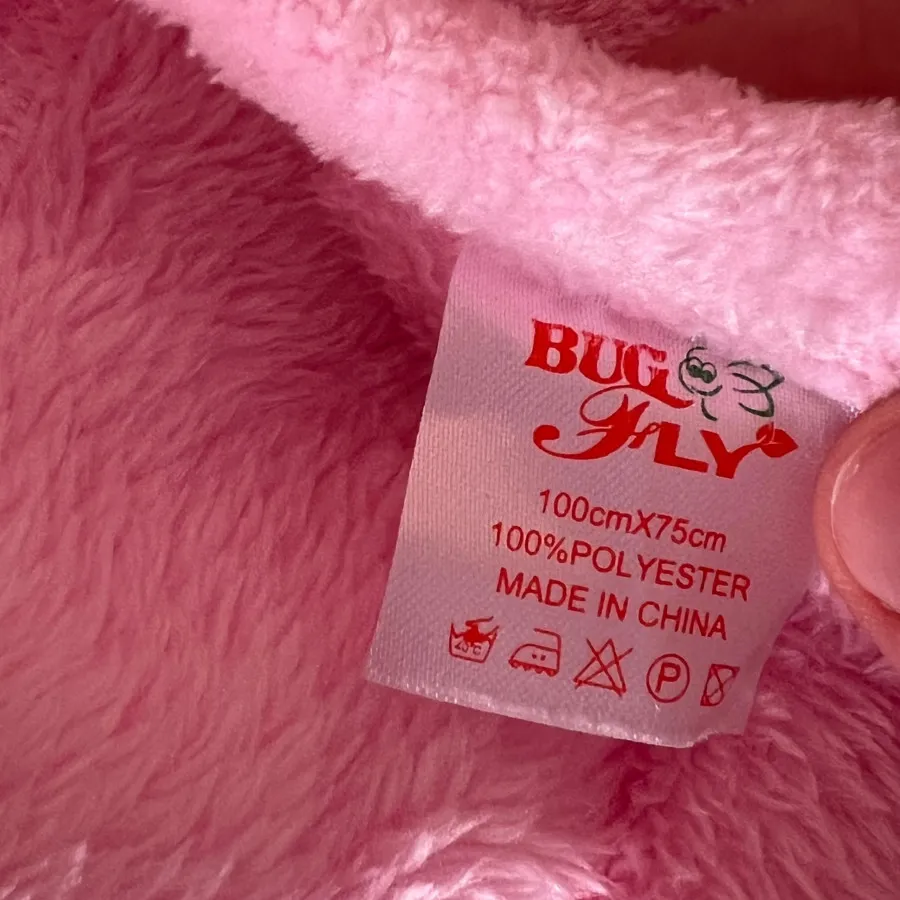 BUG
FLY
100cmX75cm
100%POLYESTER
MADE IN CHINA
P